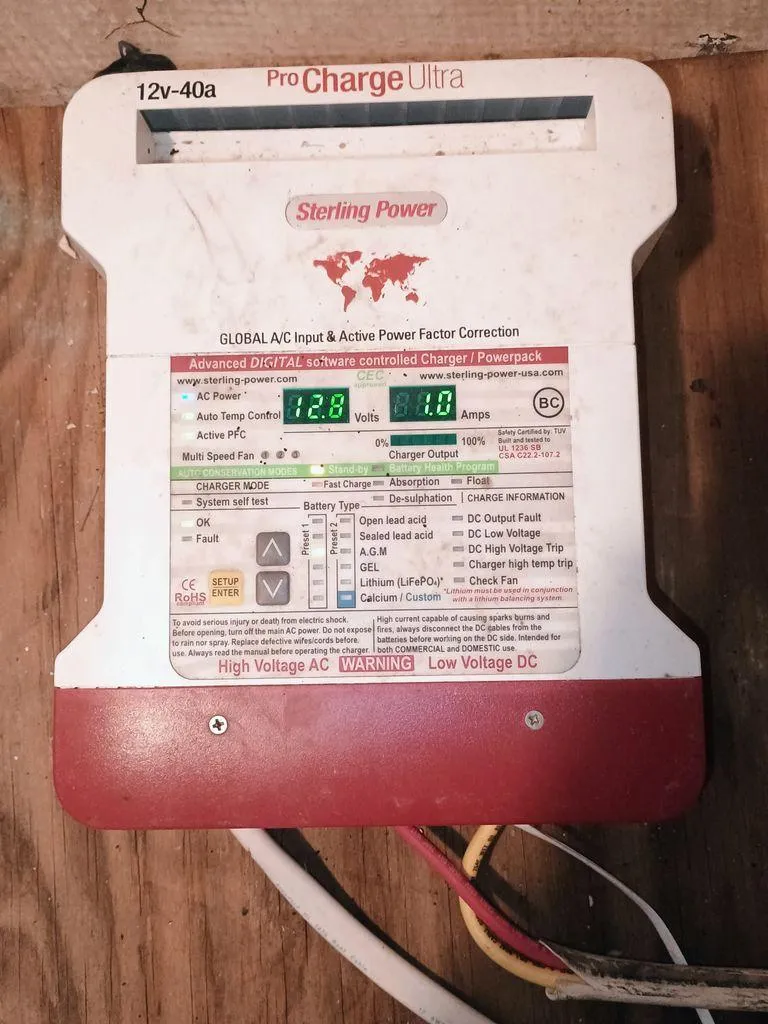 12v-40a
Pro Charge Ultra
Sterling Power
GLOBAL A/C Input & Active Power Factor Correction
Advanced DIGITAL software controlled Charger / Powerpack
www.sterling-power.com
CEC
approved
www.sterling-power-usa.com
AC Power
Auto Temp Control
12.8 Volts
1.0 Amps
BC
Active PFC
0% 100%
Charger Output
Safety Certified by: TUV
Built and tested to
UL 1236 SB
CSA C22.2-107.2
Multi Speed Fan
AUTO CONSERVATION MODES Stand-by Battery Health Program
CHARGER MODE Fast Charge Absorption Float
De-sulphation
System self test
OK
Fault
Battery Type
Preset 1
Preset 2
Open lead acid
Sealed lead acid
A.G.M
GEL
Lithium (LiFePO4)*
Calcium / Custom
CHARGE INFORMATION
DC Output Fault
DC Low Voltage
DC High Voltage Trip
Charger high temp trip
Check Fan
*Lithium must be used in conjunction
with a lithium balancing system.
CE
RoHS
compliant
SETUP
ENTER
To avoid serious injury or death from electric shock.
Before opening, turn off the main AC power. Do not expose
to rain nor spray. Replace defective wifes/cords before
use. Always read the manual before operating the charger.
High current capable of causing sparks burns and
fires, always disconnect the DC cables from the
batteries before working on the DC side. Intended for
both COMMERCIAL and DOMESTIC use.
High Voltage AC WARNING Low Voltage DC